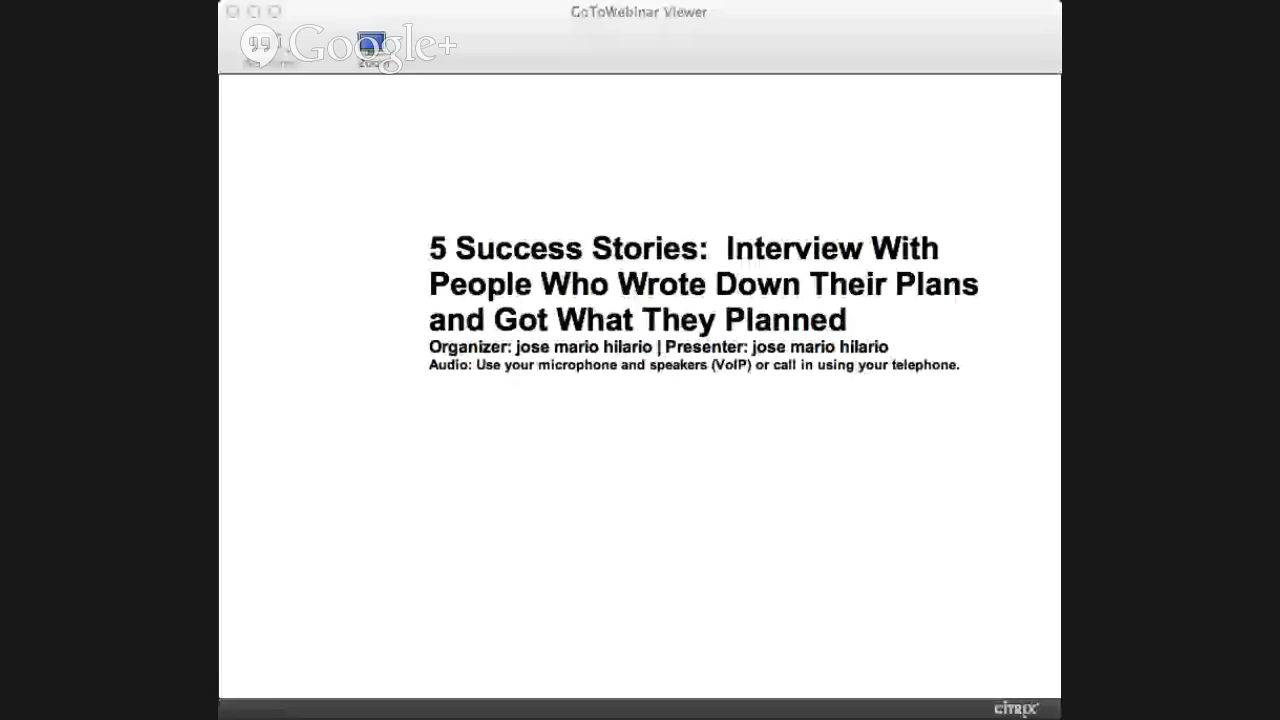 GoToWebinar Viewer
Google+
Zoom
5 Success Stories:  Interview With
People Who Wrote Down Their Plans
and Got What They Planned
Organizer: jose mario hilario | Presenter: jose mario hilario
Audio: Use your microphone and speakers (VoIP) or call in using your telephone.
CITRIX